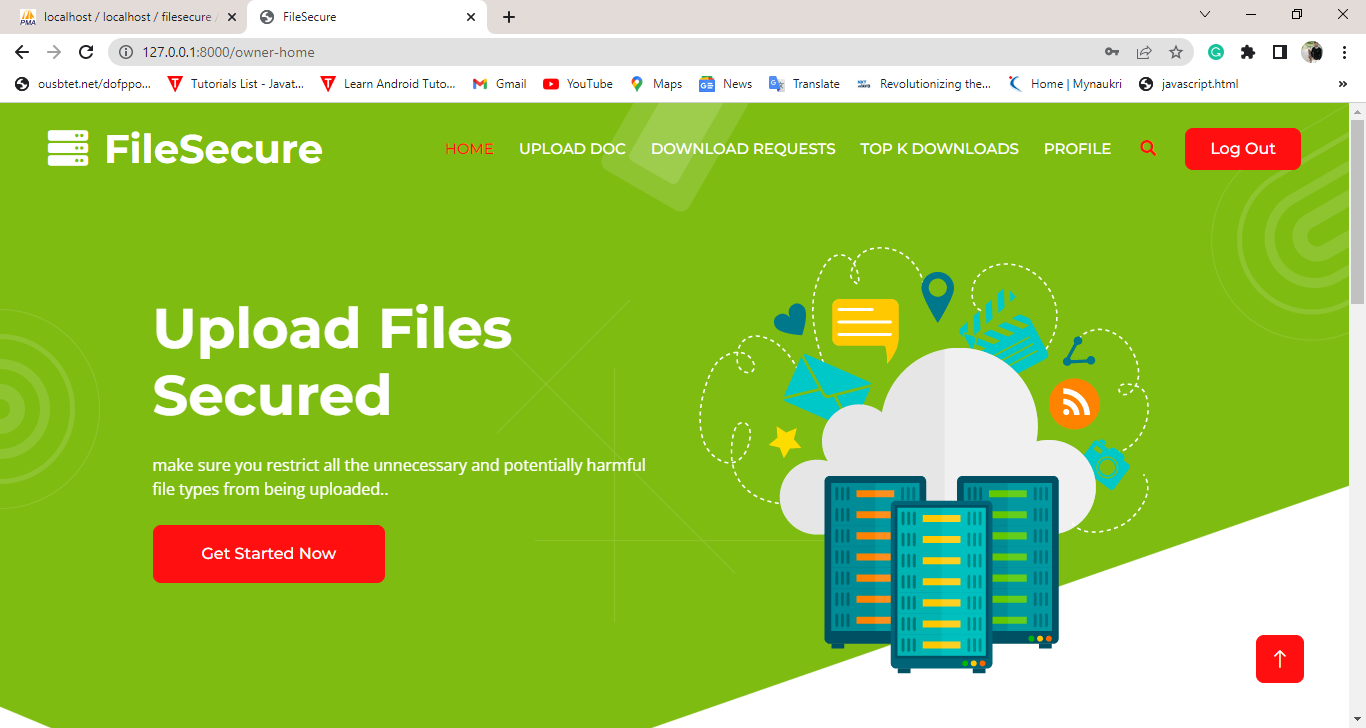 localhost / localhost / filesecure /
FileSecure
127.0.0.1:8000/owner-home
ousbtet.net/dofppo...
Tutorials List - Javat...
Learn Android Tuto...
Gmail
YouTube
Maps
News
Translate
Revolutionizing the...
Home | Mynaukri
javascript.html
»
FileSecure
HOME
UPLOAD DOC
DOWNLOAD REQUESTS
TOP K DOWNLOADS
PROFILE
Log Out
Upload Files
Secured
make sure you restrict all the unnecessary and potentially harmful
file types from being uploaded..
Get Started Now